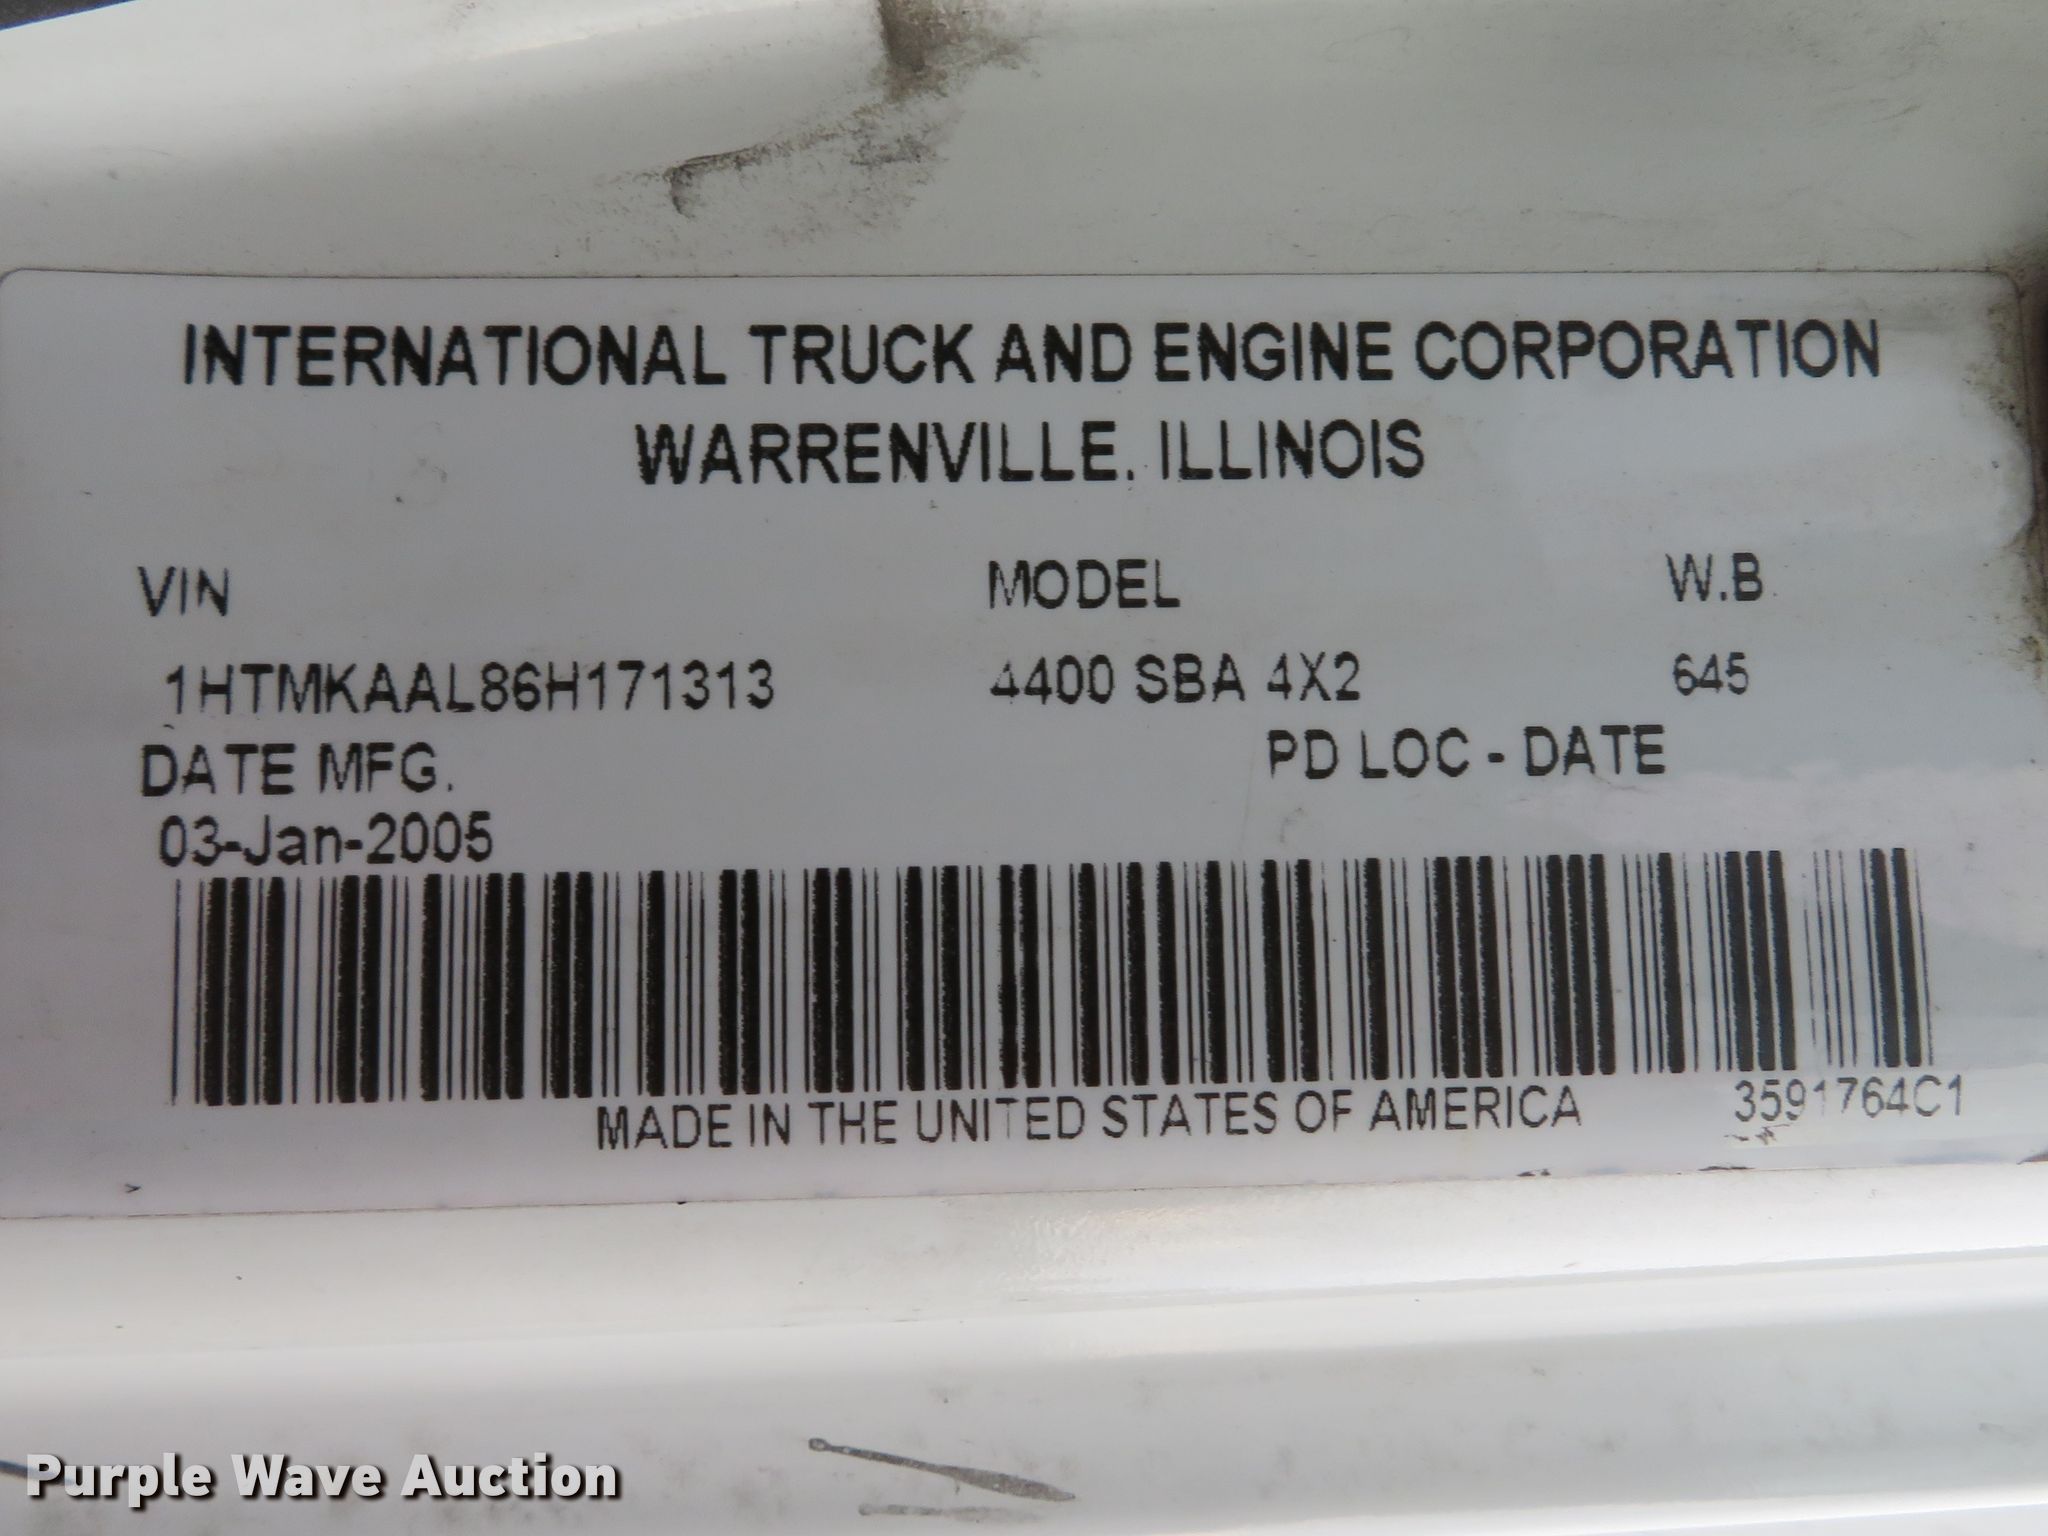 INTERNATIONAL TRUCK AND ENGINE CORPORATION
WARRENVILLE, ILLINOIS
VIN MODEL W.B
1HTMKAAL86H171313 4400 SBA 4X2 645
DATE MFG. PD LOC - DATE
03-Jan-2005
MADE IN THE UNITED STATES OF AMERICA 3591764C1
Purple Wave Auction